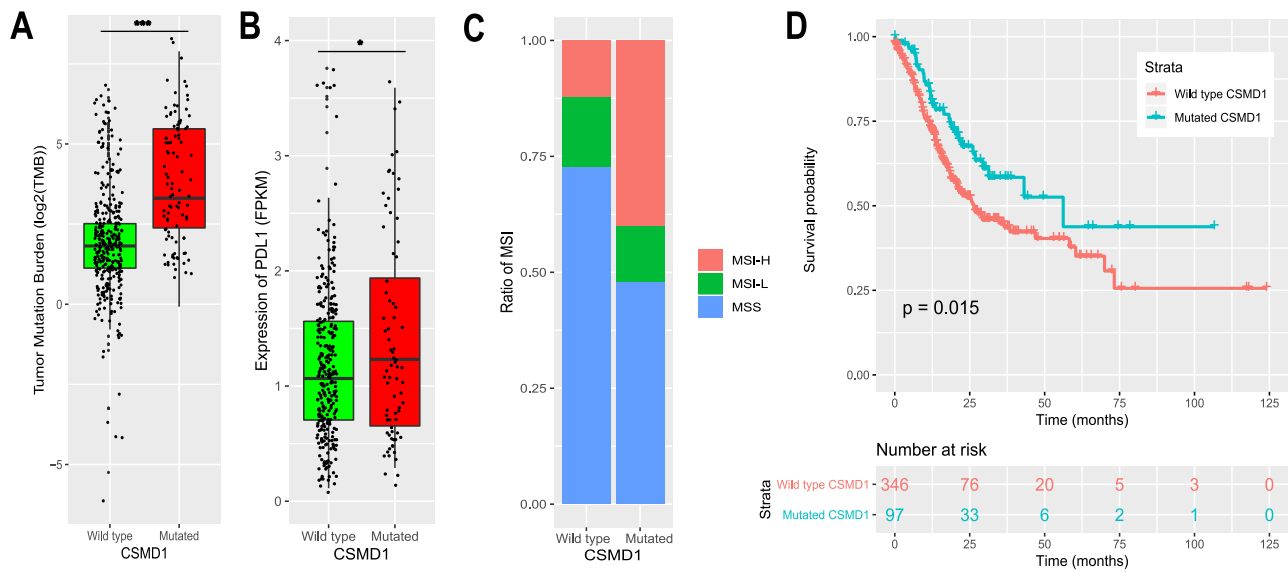 A
***
Tumor Mutation Burden (log2(TMB))
5
0
−5
Wild type
Mutated
CSMD1
B
*
Expression of PDL1 (FPKM)
4
3
2
1
0
Wild type
Mutated
CSMD1
C
Ratio of MSI
1.00
0.75
0.50
0.25
0.00
Wild type
Mutated
CSMD1
MSI-H
MSI-L
MSS
D
Survival probability
1.00
0.75
0.50
0.25
0.00
Strata
Wild type CSMD1
Mutated CSMD1
p = 0.015
0 25 50 75 100 125
Time (months)
Number at risk
Strata
Wild type CSMD1 346 76 20 5 3 0
Mutated CSMD1 97 33 6 2 1 0
0 25 50 75 100 125
Time (months)